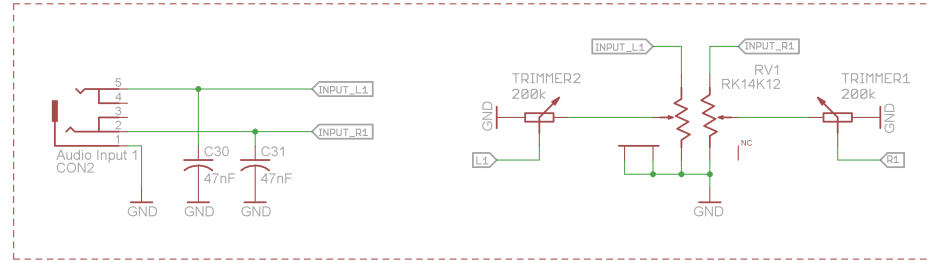 5
4
3
2
1
INPUT_L1
INPUT_R1
Audio Input 1
CON2
GND
C30
47nF
GND
C31
47nF
GND
INPUT_L1
INPUT_R1
RV1
RK14K12
TRIMMER2
200k
GND
L1
TRIMMER1
200k
GND
R1
NC
GND